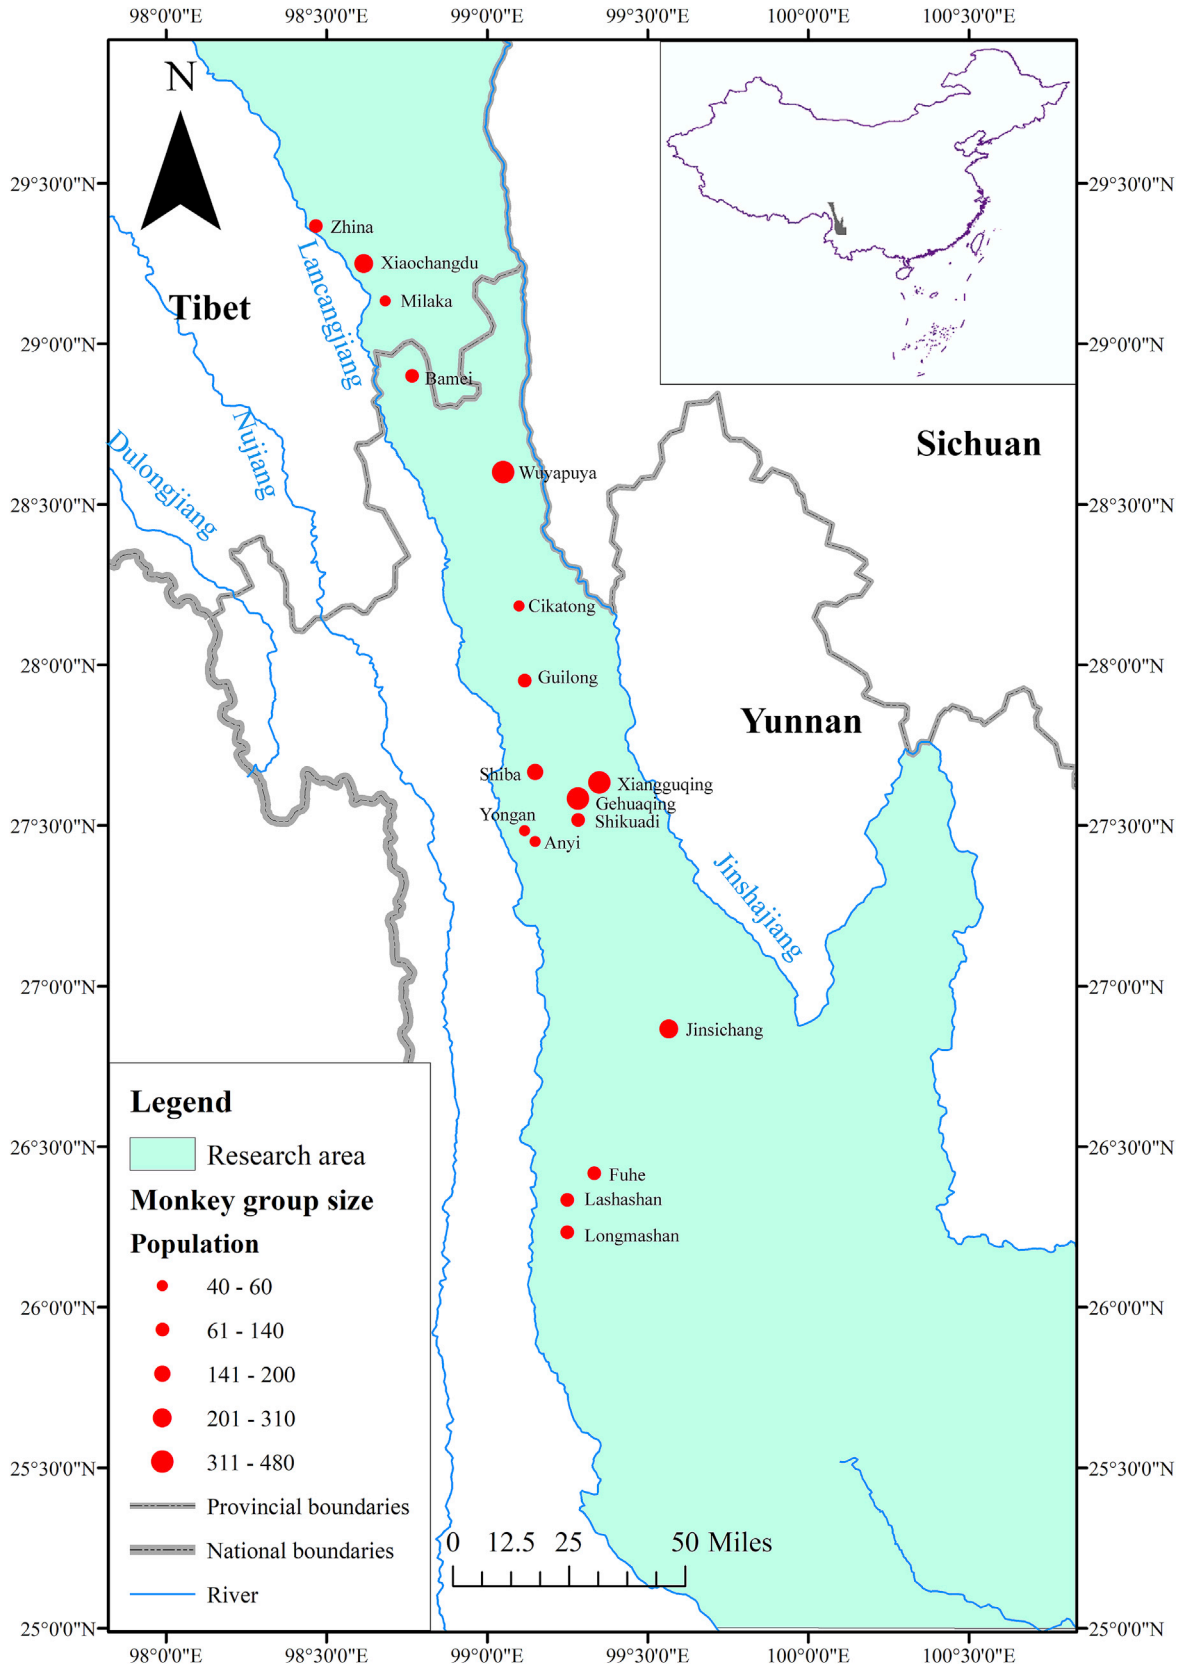 98°0'0"E 98°30'0"E 99°0'0"E 99°30'0"E 100°0'0"E 100°30'0"E
N
29°30'0"N 29°30'0"N
Zhina
Xiaochangdu
Lancangjiang
Milaka
Tibet
29°0'0"N 29°0'0"N
Bamei
Nujiang
Dulongjiang
Sichuan
Wuyapuya
28°30'0"N 28°30'0"N
Cikatong
28°0'0"N 28°0'0"N
Guilong
Yunnan
Shiba
Xiangguqing
Gehuaqing
Yongan
Shikuadi
27°30'0"N 27°30'0"N
Anyi
Jinshajiang
27°0'0"N 27°0'0"N
Jinsichang
Legend
Research area
26°30'0"N 26°30'0"N
Fuhe
Lashashan
Longmashan
Monkey group size
Population
40 - 60
26°0'0"N 26°0'0"N
61 - 140
141 - 200
201 - 310
311 - 480
25°30'0"N 25°30'0"N
Provincial boundaries
National boundaries
River
0 12.5 25 50 Miles
25°0'0"N 25°0'0"N
98°0'0"E 98°30'0"E 99°0'0"E 99°30'0"E 100°0'0"E 100°30'0"E